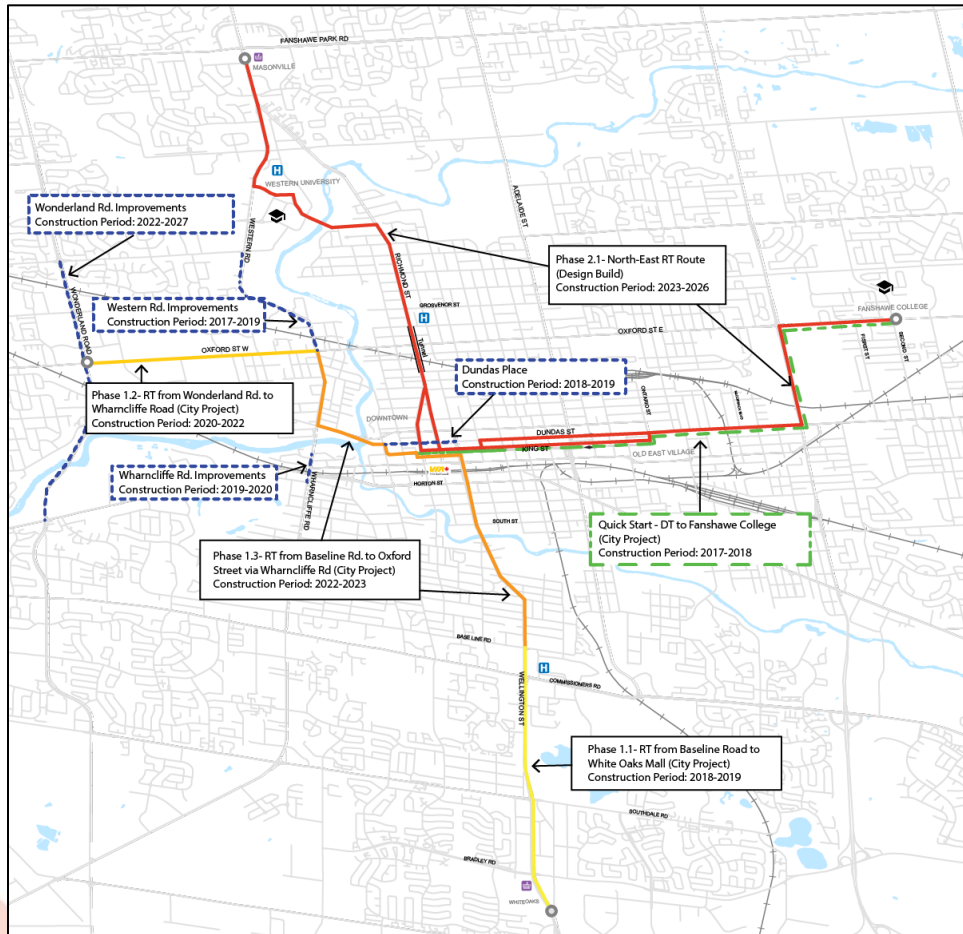 FANSHAWE PARK RD
MASONVILLE
H
WESTERN UNIVERSITY
Wonderland Rd. Improvements
Construction Period: 2022-2027
WESTERN RD
ADELAIDE ST
RICHMOND ST
Phase 2.1- North-East RT Route
(Design Build)
Construction Period: 2023-2026
FANSHAWE COLLEGE
WONDERLAND ROAD
Western Rd. Improvements
Construction Period: 2017-2019
GROSVENOR ST
H
OXFORD ST E
FIRST ST
SECOND ST
OXFORD ST W
Tunnel
Dundas Place
Construction Period: 2018-2019
Phase 1.2- RT from Wonderland Rd. to
Wharncliffe Road (City Project)
Construction Period: 2020-2022
ONTARIO ST
DOWNTOWN
DUNDAS ST
KING ST
OLD EAST VILLAGE
Wharncliffe Rd. Improvements
Construction Period: 2019-2020
WHARNCLIFFE RD
VIA
HORTON ST
SOUTH ST
Quick Start - DT to Fanshawe College
(City Project)
Construction Period: 2017-2018
Phase 1.3- RT from Baseline Rd. to Oxford
Street via Wharncliffe Rd (City Project)
Construction Period: 2022-2023
BASE LINE RD
H
COMMISSIONERS RD
WELLINGTON ST
Phase 1.1- RT from Baseline Road to
White Oaks Mall (City Project)
Construction Period: 2018-2019
SOUTHDALE RD
BRADLEY RD
WHITEOAKS